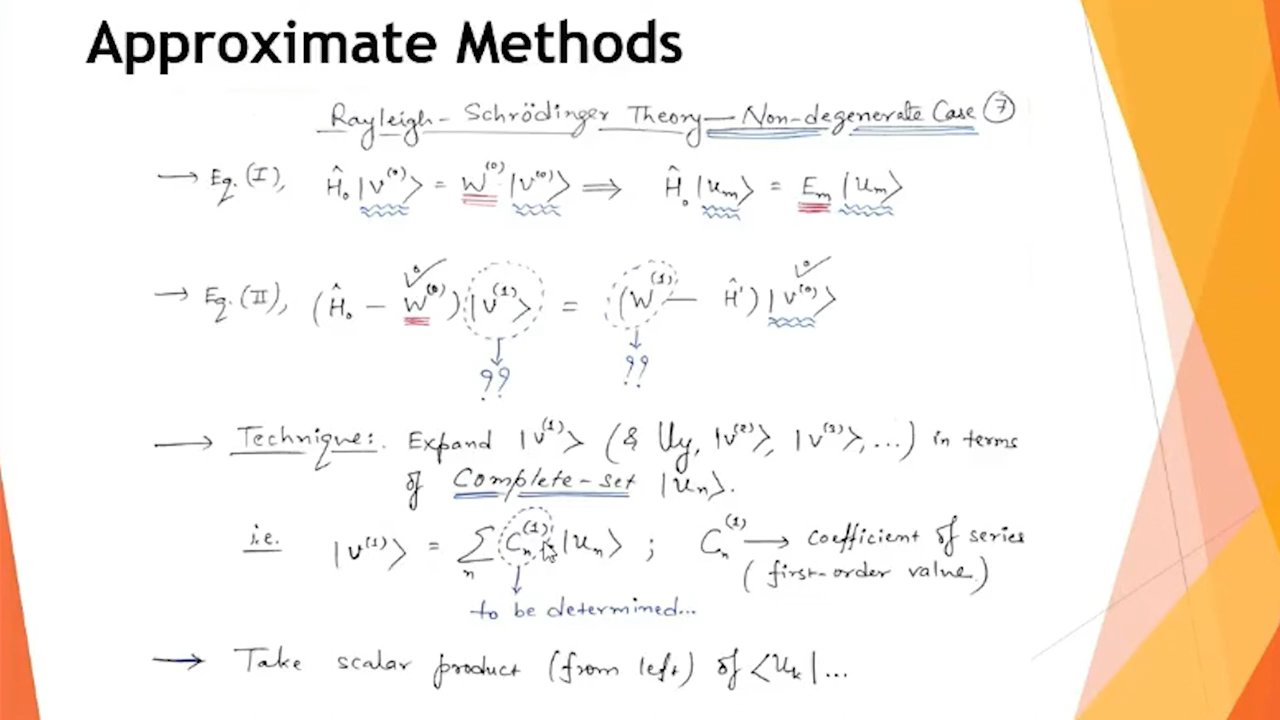 Approximate Methods
Rayleigh-Schrödinger Theory — Non-degenerate Case ⑦
→ Eq.(I), Ĥ₀|v⁽⁰⁾⟩ = W⁽⁰⁾|v⁽⁰⁾⟩ ⟹ Ĥ₀|uₘ⟩ = Eₘ|uₘ⟩
→ Eq.(II), (Ĥ₀ − W⁽⁰⁾)|v⁽¹⁾⟩ = (W⁽¹⁾ − Ĥ')|v⁽⁰⁾⟩
?? ??
→ Technique: Expand |v⁽¹⁾⟩ (& lly, |v⁽²⁾⟩, |v⁽³⁾⟩, ...) in terms
of Complete-set |uₙ⟩.
i.e. |v⁽¹⁾⟩ = Σₙ Cₙ⁽¹⁾|uₙ⟩ ; Cₙ⁽¹⁾ → coefficient of series
(first-order value)
to be determined...
→ Take scalar product (from left) of ⟨uₖ|...